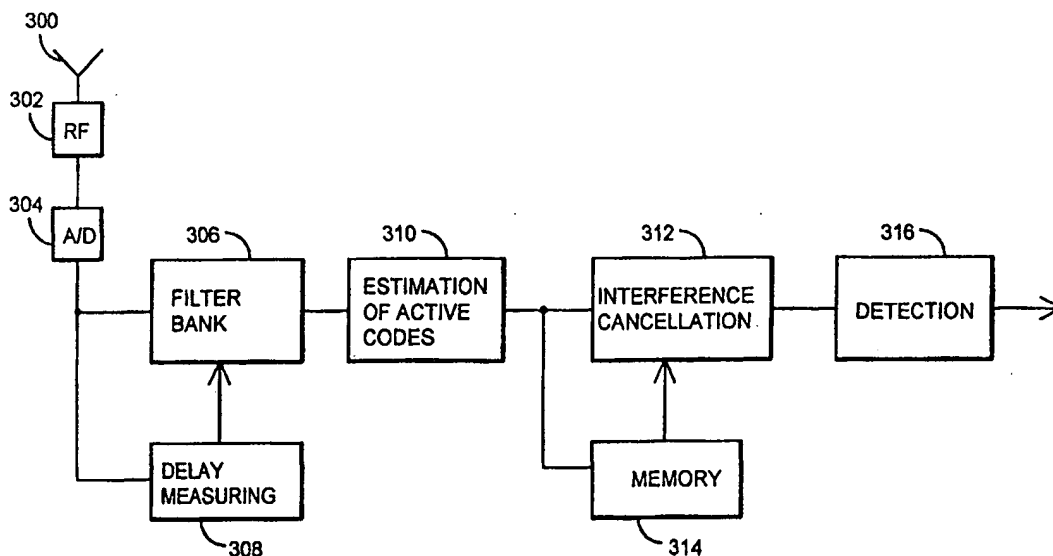 300
302
RF
304
A/D
306
FILTER
BANK
310
ESTIMATION
OF ACTIVE
CODES
312
INTERFERENCE
CANCELLATION
316
DETECTION
DELAY
MEASURING
308
MEMORY
314